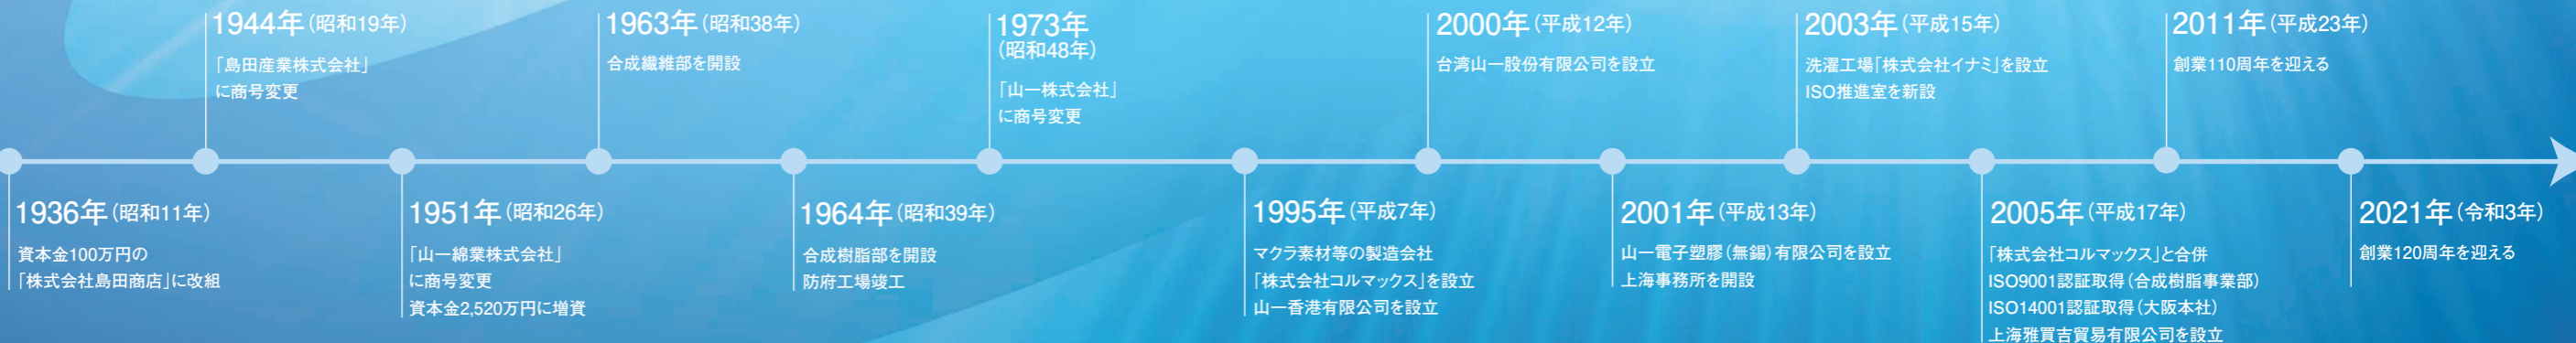 1936年（昭和11年）
資本金100万円の
「株式会社島田商店」に改組
1944年（昭和19年）
「島田産業株式会社」
に商号変更
1951年（昭和26年）
「山一綿業株式会社」
に商号変更
資本金2,520万円に増資
1963年（昭和38年）
合成繊維部を開設
1964年（昭和39年）
合成樹脂部を開設
防府工場竣工
1973年
（昭和48年）
「山一株式会社」
に商号変更
1995年（平成7年）
マクラ素材等の製造会社
「株式会社コルマックス」を設立
山一香港有限公司を設立
2000年（平成12年）
台湾山一股份有限公司を設立
2001年（平成13年）
山一電子塑膠（無錫）有限公司を設立
上海事務所を開設
2003年（平成15年）
洗濯工場「株式会社イナミ」を設立
ISO推進室を新設
2005年（平成17年）
「株式会社コルマックス」と合併
ISO9001認証取得（合成樹脂事業部）
ISO14001認証取得（大阪本社）
上海雅買吉貿易有限公司を設立
2011年（平成23年）
創業110周年を迎える
2021年（令和3年）
創業120周年を迎える